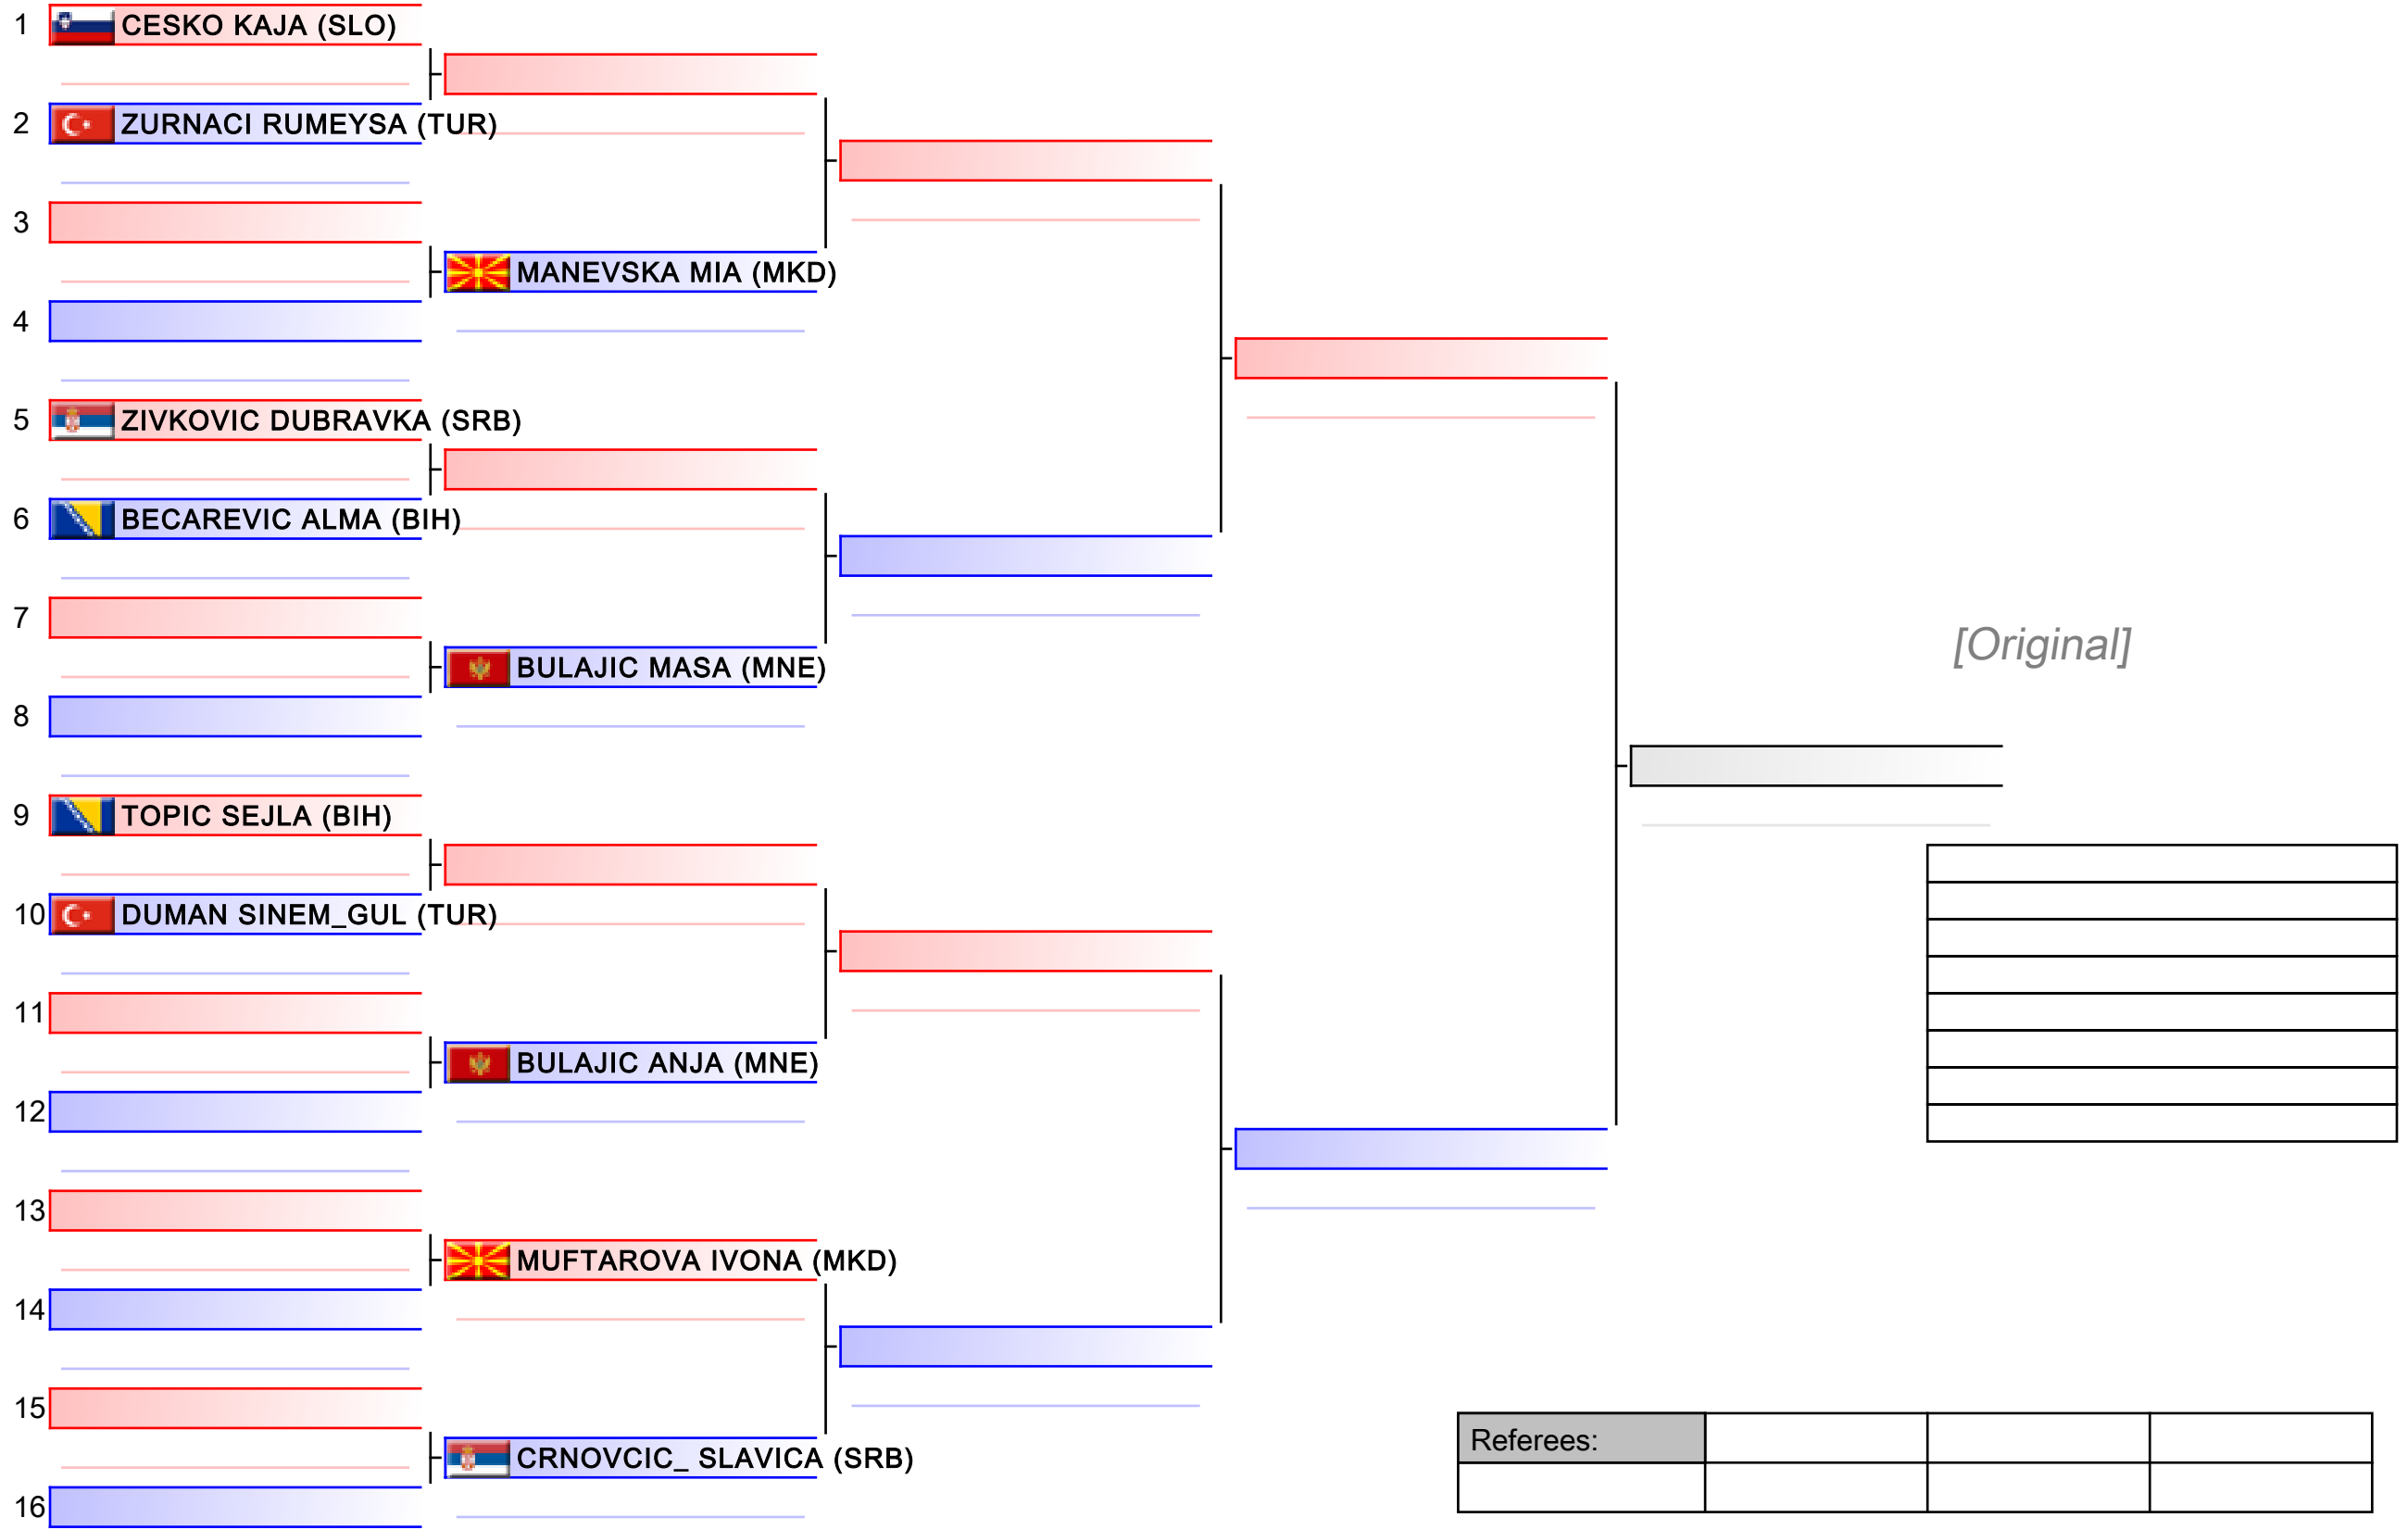 1 CESKO KAJA (SLO)
2 ZURNACI RUMEYSA (TUR)
3
MANEVSKA MIA (MKD)
4
5 ZIVKOVIC DUBRAVKA (SRB)
6 BECAREVIC ALMA (BIH)
7
[Original]
BULAJIC MASA (MNE)
8
9 TOPIC SEJLA (BIH)
10 DUMAN SINEM_GUL (TUR)
11
BULAJIC ANJA (MNE)
12
13
MUFTAROVA IVONA (MKD)
14
15
Referees:
CRNOVCIC_ SLAVICA (SRB)
16